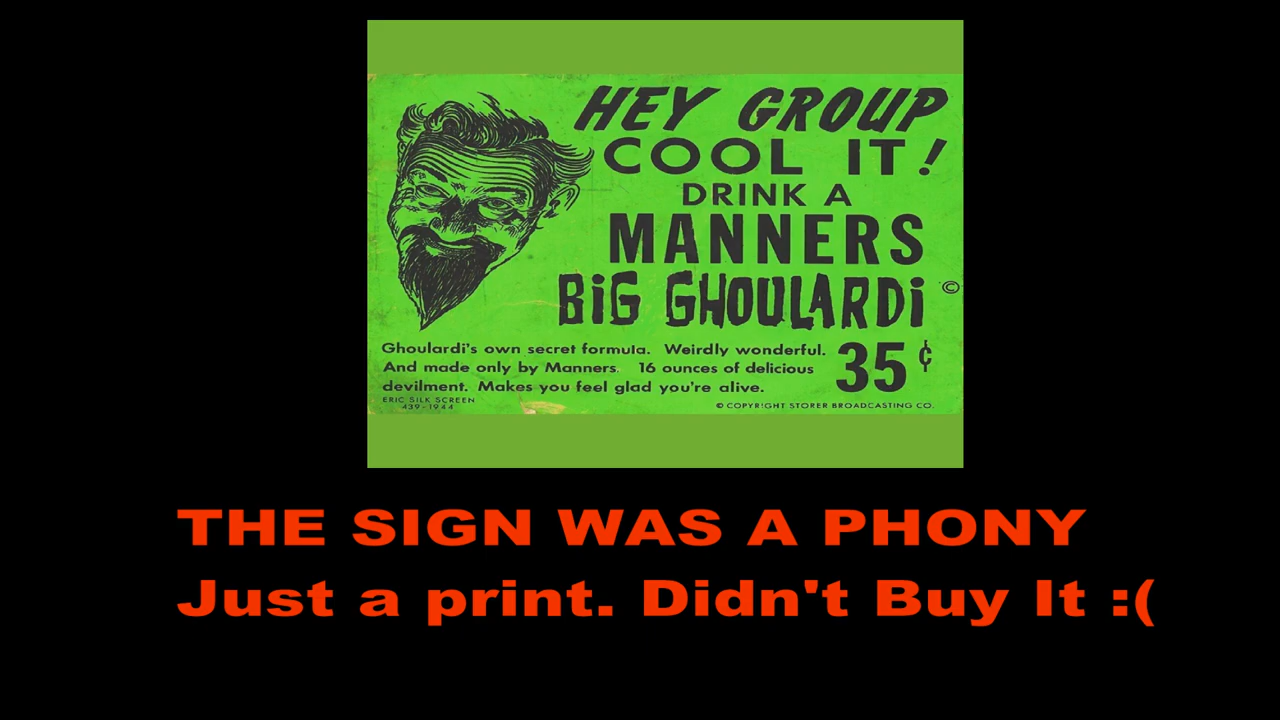 HEY GROUP
COOL IT!
DRINK A
MANNERS
BiG GHOULARDi ©
Ghoulardi's own secret formula. Weirdly wonderful.
And made only by Manners. 16 ounces of delicious
devilment. Makes you feel glad you're alive.
35¢
ERIC SILK SCREEN
439-1944
© COPYRIGHT STORER BROADCASTING CO.
THE SIGN WAS A PHONY
Just a print. Didn't Buy It :(